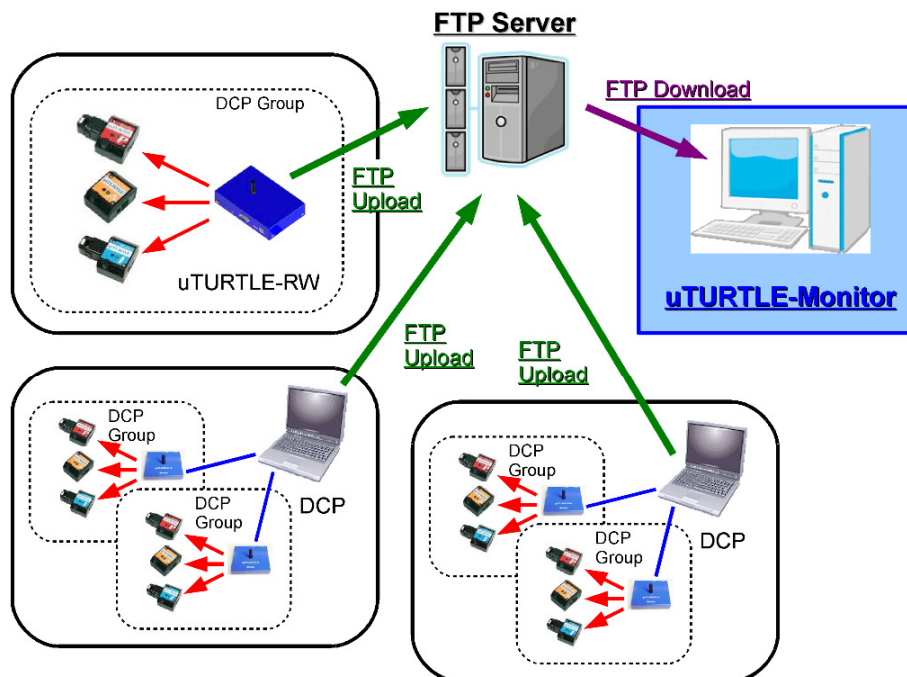 FTP Server
FTP Download
DCP Group
FTP
Upload
uTURTLE-RW
uTURTLE-Monitor
FTP
Upload
FTP
Upload
DCP
Group
DCP
Group
DCP
DCP
Group
DCP
Group
DCP